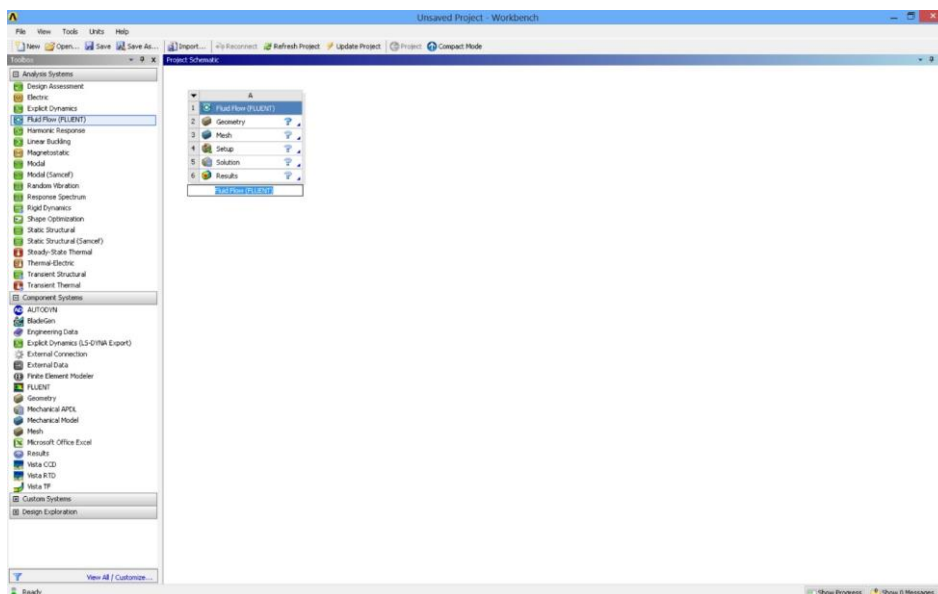 Unsaved Project - Workbench
File View Tools Units Help
New Open... Save Save As... Import... Reconnect Refresh Project Update Project Project Compact Mode
Toolbox
Project Schematic
Analysis Systems
Design Assessment
Electric
Explicit Dynamics
Fluid Flow (FLUENT)
Harmonic Response
Linear Buckling
Magnetostatic
Modal
Modal (Samcef)
Random Vibration
Response Spectrum
Rigid Dynamics
Shape Optimization
Static Structural
Static Structural (Samcef)
Steady-State Thermal
Thermal-Electric
Transient Structural
Transient Thermal
Component Systems
AUTODYN
BladeGen
Engineering Data
Explicit Dynamics (LS-DYNA Export)
External Connection
External Data
Finite Element Modeler
FLUENT
Geometry
Mechanical APDL
Mechanical Model
Mesh
Microsoft Office Excel
Results
Vista CCD
Vista RTD
Vista TF
Custom Systems
Design Exploration
View All / Customize...
A
1 Fluid Flow (FLUENT)
2 Geometry ?
3 Mesh ?
4 Setup ?
5 Solution ?
6 Results ?
Fluid Flow (FLUENT)
Ready
Show Progress Show 0 Messages